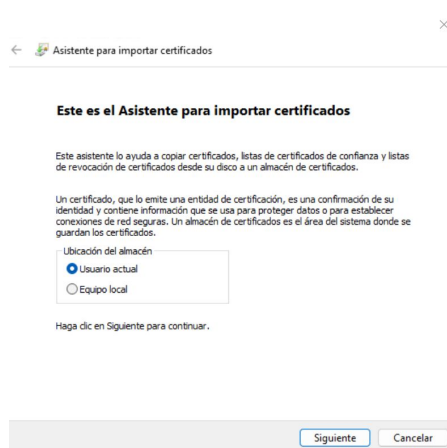 Asistente para importar certificados
Este es el Asistente para importar certificados
Este asistente lo ayuda a copiar certificados, listas de certificados de confianza y listas
de revocación de certificados desde su disco a un almacén de certificados.
Un certificado, que lo emite una entidad de certificación, es una confirmación de su
identidad y contiene información que se usa para proteger datos o para establecer
conexiones de red seguras. Un almacén de certificados es el área del sistema donde se
guardan los certificados.
Ubicación del almacén
Usuario actual
Equipo local
Haga clic en Siguiente para continuar.
Siguiente
Cancelar